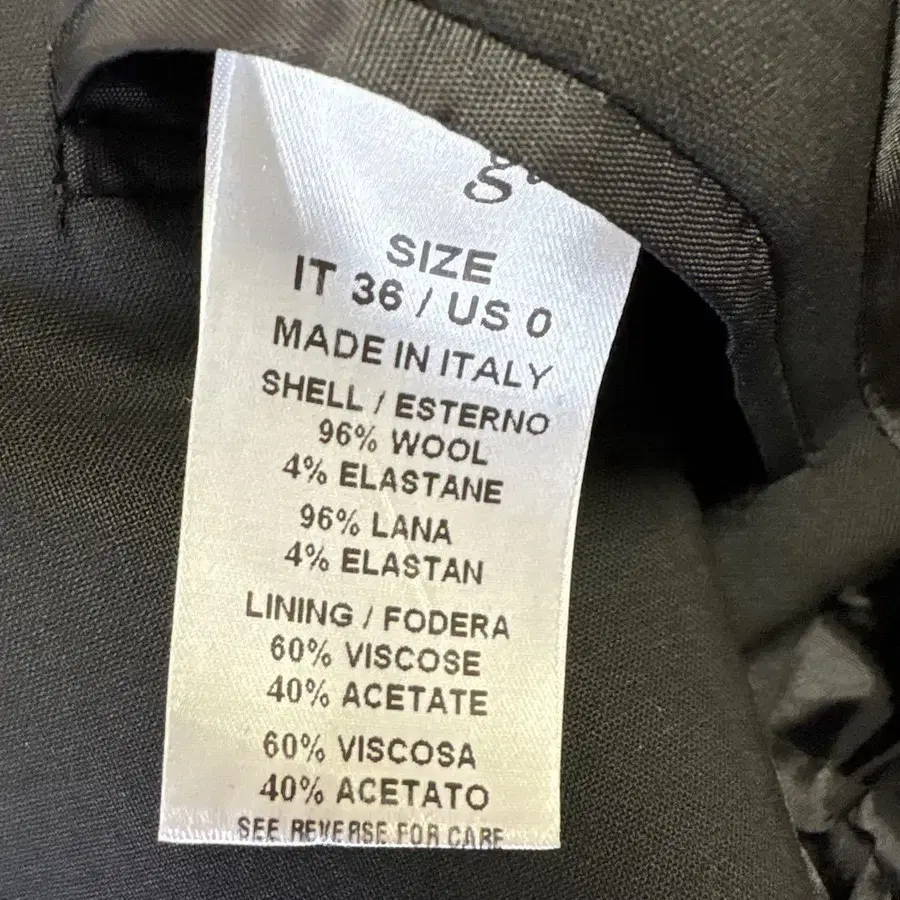 SIZE
IT 36 / US 0
MADE IN ITALY
SHELL / ESTERNO
96% WOOL
4% ELASTANE
96% LANA
4% ELASTAN
LINING / FODERA
60% VISCOSE
40% ACETATE
60% VISCOSA
40% ACETATO
SEE REVERSE FOR CARE